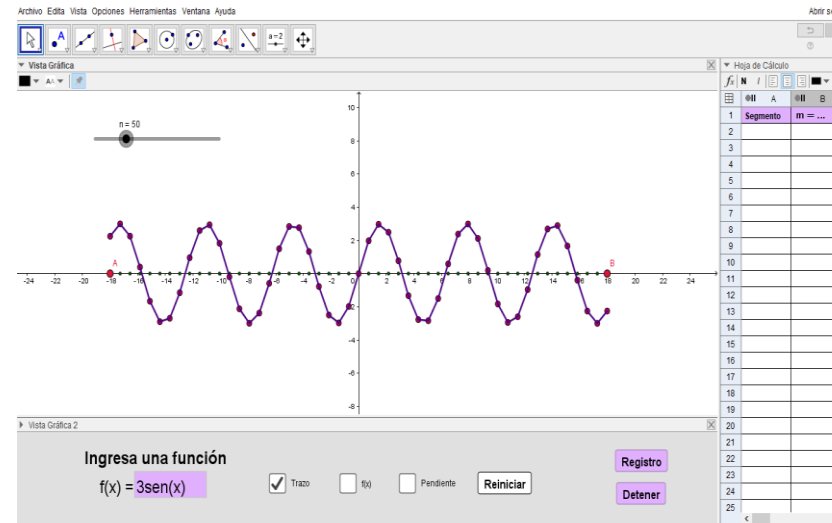 Archivo Edita Vista Opciones Herramientas Ventana Ayuda
Abrir se
A
a=2
Vista Gráfica
Hoja de Cálculo
AA
fx N I
A B
1 Segmento m = ...
2
3
4
5
6
7
8
9
10
11
12
13
14
15
16
17
18
19
20
21
22
23
24
25
n = 50
10
8
6
4
2
-2
-4
-6
-8
A
B
-24 -22 -20 -18 -16 -14 -12 -10 -8 -6 -4 -2 0 2 4 6 8 10 12 14 16 18 20 22 24
Vista Gráfica 2
Ingresa una función
f(x) = 3sen(x)
Trazo
f(x)
Pendiente
Reiniciar
Registro
Detener